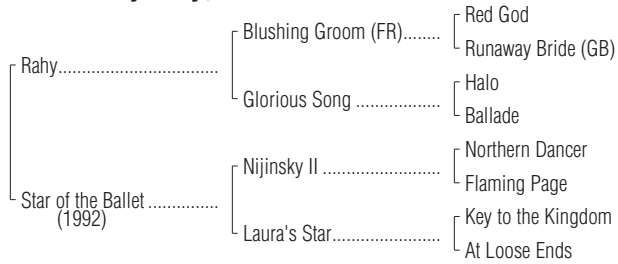 Red God
Blushing Groom (FR)........
Runaway Bride (GB)
Rahy.................................
Halo
Glorious Song ..................
Ballade
Northern Dancer
Nijinsky II .........................
Flaming Page
Star of the Ballet ...............
(1992)
Key to the Kingdom
Laura's Star.......................
At Loose Ends